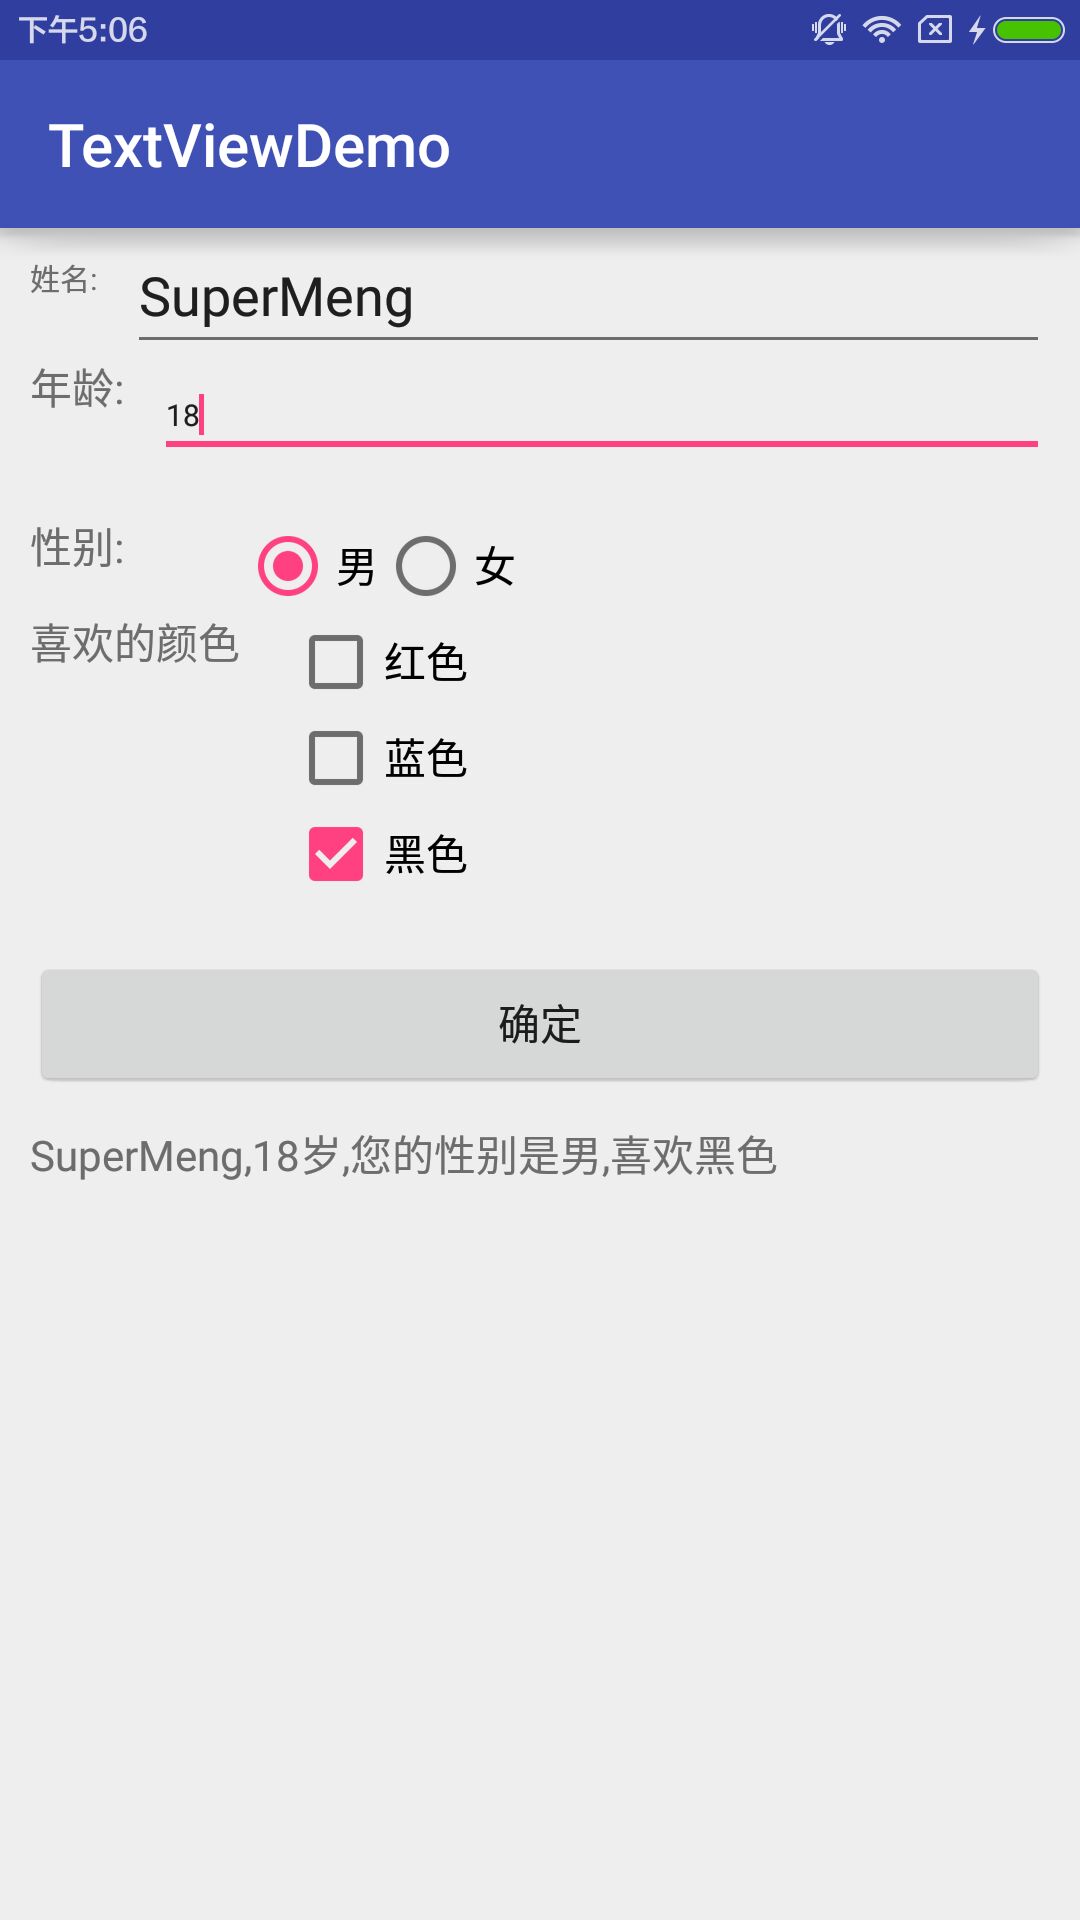 下午5:06
TextViewDemo
姓名: SuperMeng
年龄: 18
性别: 男 女
喜欢的颜色 红色
蓝色
黑色
确定
SuperMeng,18岁,您的性别是男,喜欢黑色